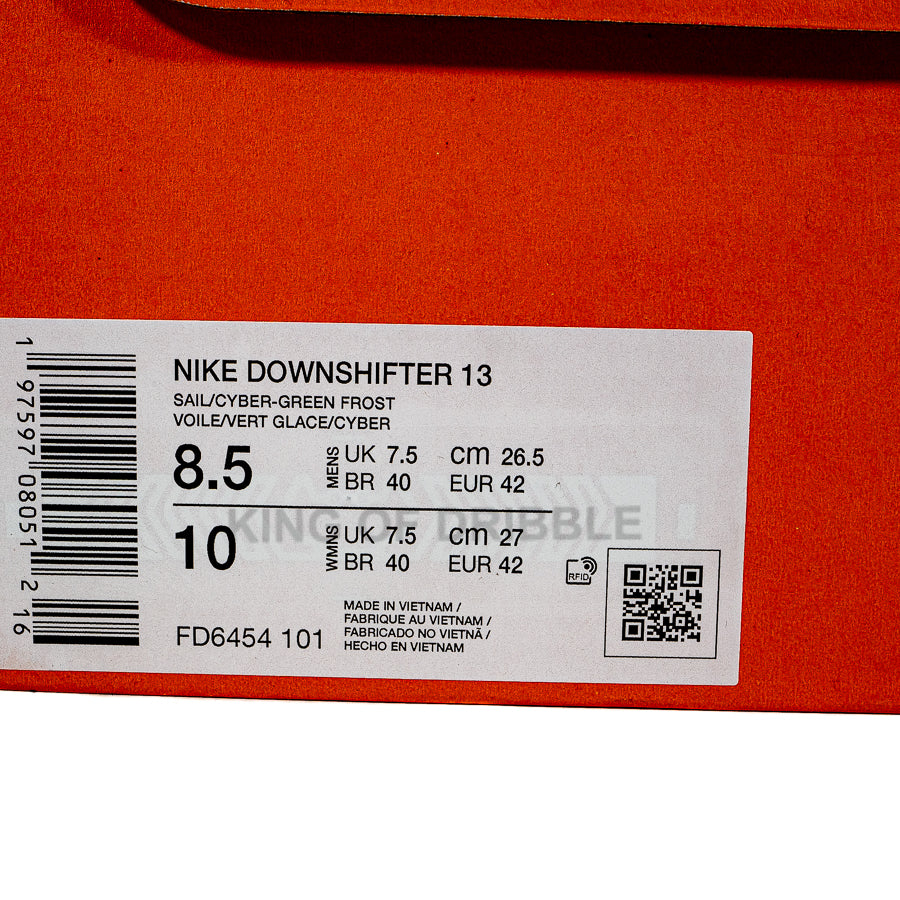 NIKE DOWNSHIFTER 13
SAIL/CYBER-GREEN FROST
VOILE/VERT GLACE/CYBER
8.5 MENS UK 7.5 CM 26.5
BR 40 EUR 42
KING OF DRIBBLE
10 WMNS UK 7.5 CM 27
BR 40 EUR 42
RFID
FD6454 101
MADE IN VIETNAM /
FABRIQUE AU VIETNAM /
FABRICADO NO VIETNÃ /
HECHO EN VIETNAM
1 97597 08051 2 16